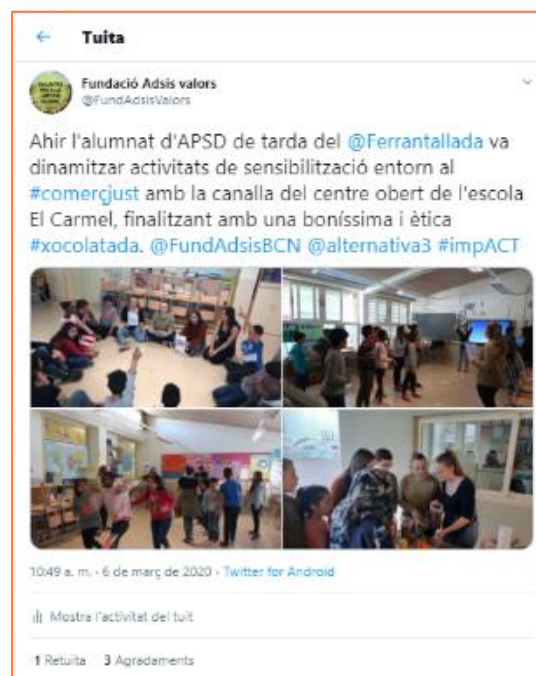 Tuita
Fundació Adsis valors
@FundAdsisValors
Ahir l'alumnat d'APSD de tarda del @Ferrantallada va
dinamitzar activitats de sensibilització entorn al
#comerçjust amb la canalla del centre obert de l'escola
El Carmel, finalitzant amb una boníssima i ètica
#xocolatada. @FundAdsisBCN @alternativa3 #impACT
10:49 a. m. · 6 de març de 2020 · Twitter for Android
Mostra l'activitat del tuit
1 Retuita 3 Agradaments